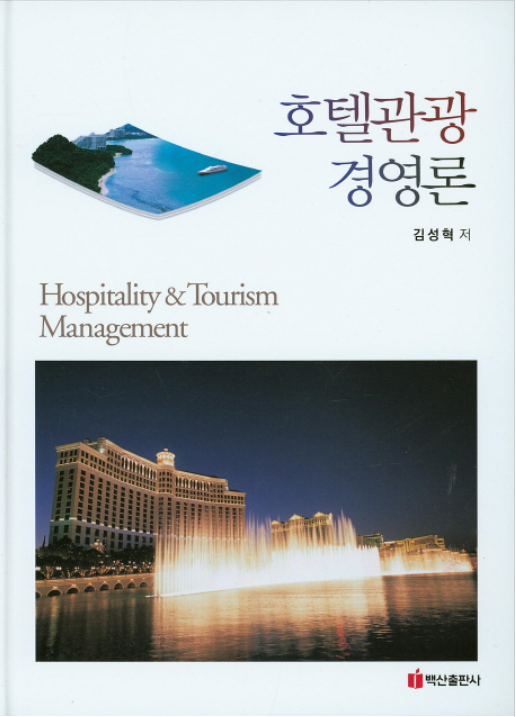 호텔관광
경영론
김성혁 저
Hospitality & Tourism
Management
백산출판사